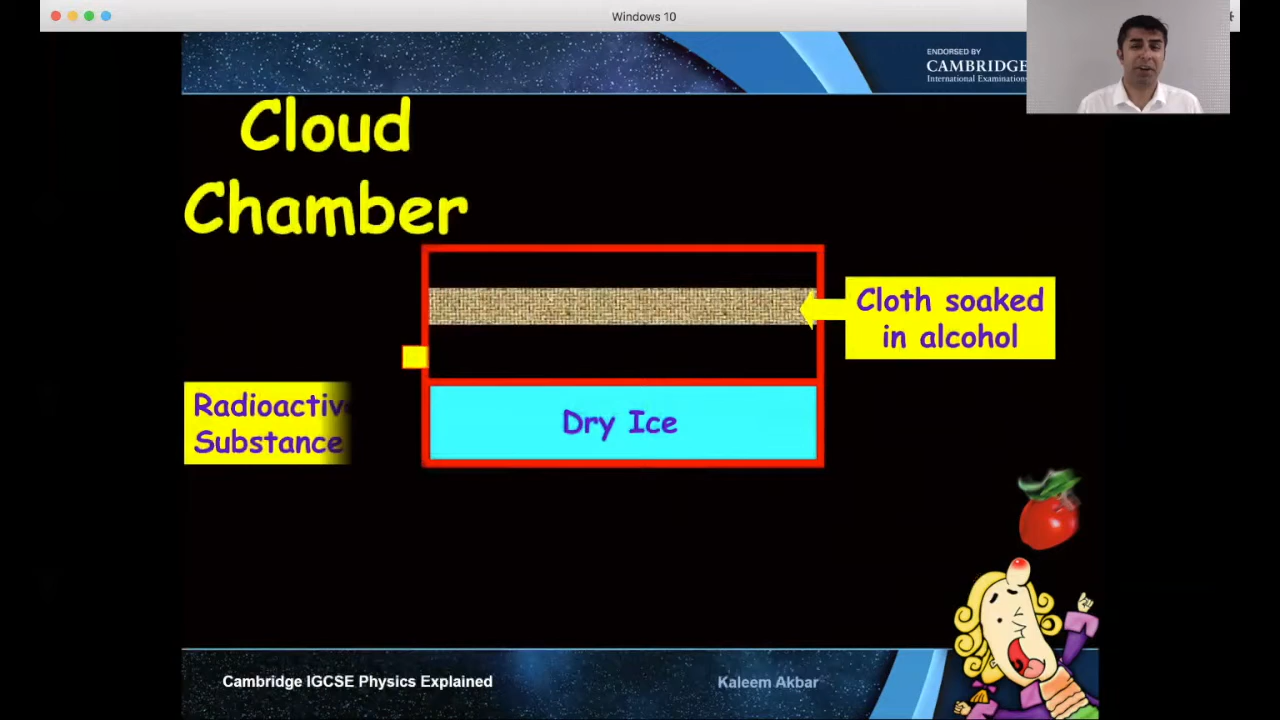 Windows 10
ENDORSED BY
CAMBRIDGE
International Examinations
Cloud
Chamber
Cloth soaked
in alcohol
Radioactive
Substance
Dry Ice
Cambridge IGCSE Physics Explained
Kaleem Akbar